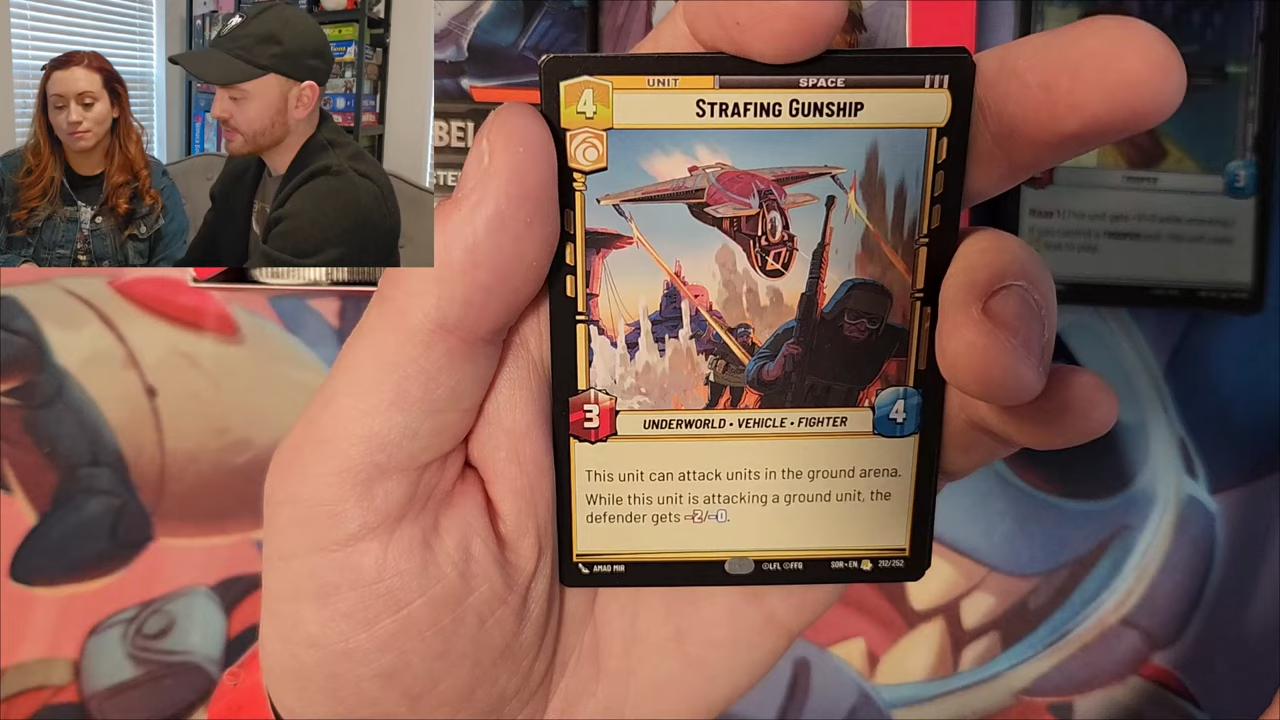 UNIT
SPACE
4
STRAFING GUNSHIP
3
4
UNDERWORLD • VEHICLE • FIGHTER
This unit can attack units in the ground arena.
While this unit is attacking a ground unit, the
defender gets -2/-0.
AMAD MIR
©LFL ©FFG
SOR • EN
212/252
BEL
3